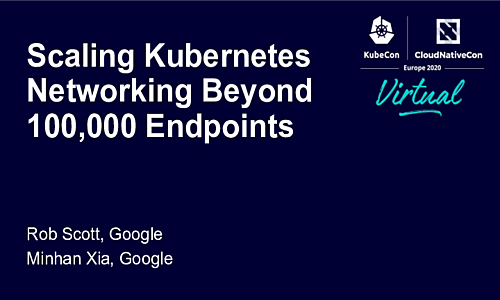 Scaling Kubernetes
Networking Beyond
100,000 Endpoints
KubeCon
CloudNativeCon
Europe 2020
Virtual
Rob Scott, Google
Minhan Xia, Google